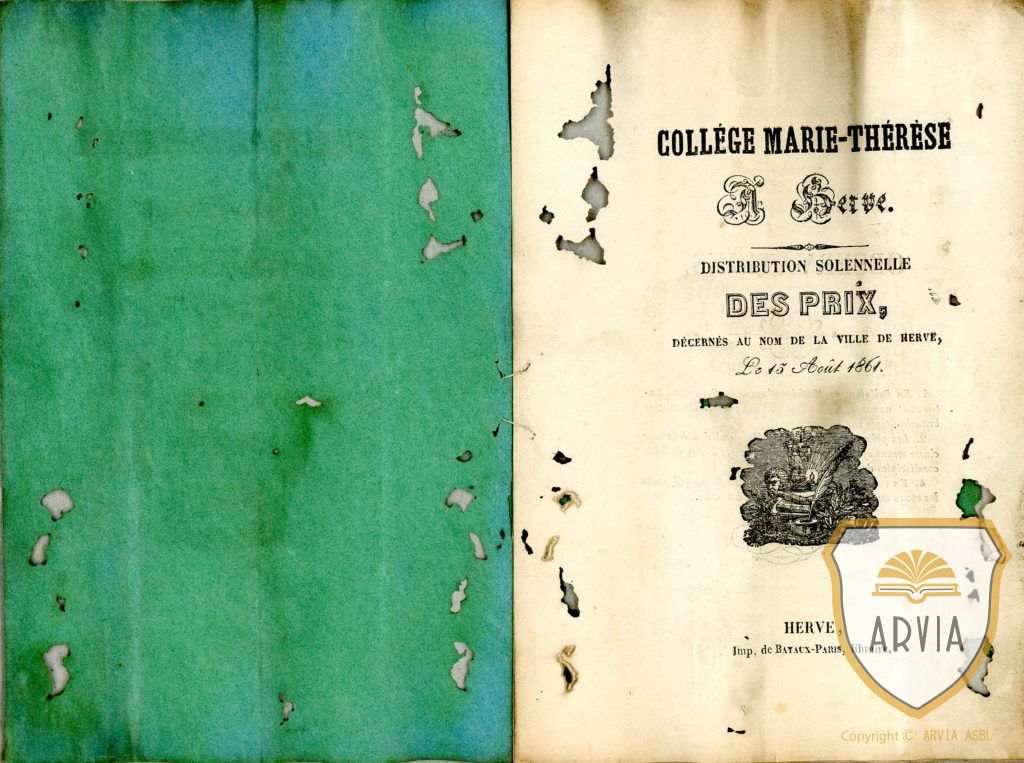 COLLÉGE MARIE-THÉRÈSE
A Herve.
DISTRIBUTION SOLENNELLE
DES PRIX,
DÉCERNÉS AU NOM DE LA VILLE DE HERVE,
Le 15 Août 1861.
HERVE,
Imp. de BATAUX-PARIS, libraire.
ARVIA
Copyright © ARVIA ASBL